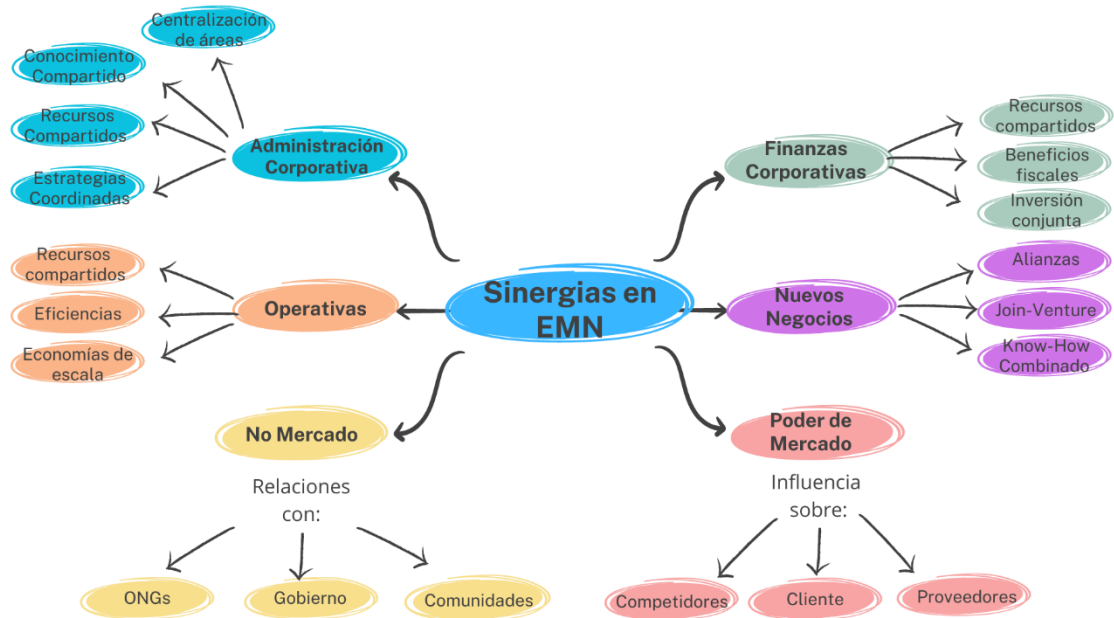 Centralización
de áreas
Conocimiento
Compartido
Recursos
Compartidos
Estrategias
Coordinadas
Administración
Corporativa
Finanzas
Corporativas
Recursos
compartidos
Beneficios
fiscales
Inversión
conjunta
Recursos
compartidos
Eficiencias
Economías de
escala
Operativas
Sinergias en
EMN
Nuevos
Negocios
Alianzas
Join-Venture
Know-How
Combinado
No Mercado
Relaciones
con:
ONGs
Gobierno
Comunidades
Poder de
Mercado
Influencia
sobre:
Competidores
Cliente
Proveedores